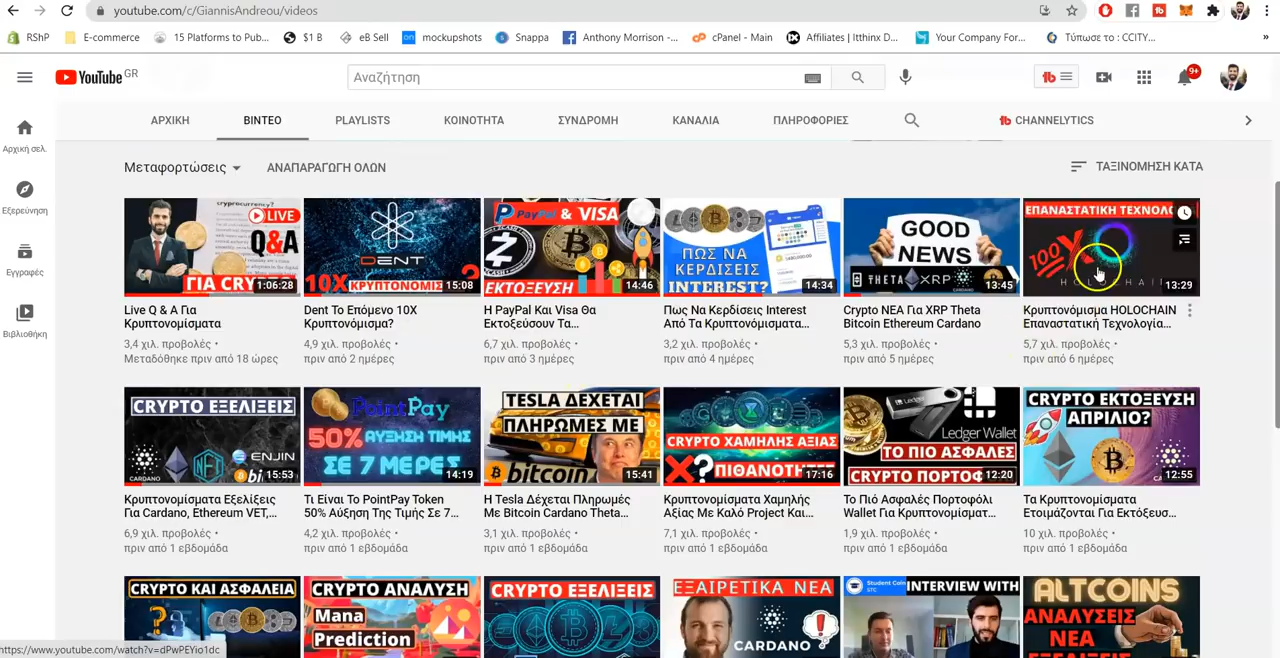 youtube.com/c/GiannisAndreou/videos
RShP
E-commerce
15 Platforms to Pub...
$1 B
eB Sell
mockupshots
Snappa
Anthony Morrison -...
cPanel - Main
Affiliates | Itthinx D...
Your Company For...
Τύπωσε το : CCITY...
»
YouTube GR
Αναζήτηση
9+
ΑΡΧΙΚΗ
ΒΙΝΤΕΟ
PLAYLISTS
ΚΟΙΝΟΤΗΤΑ
ΣΥΝΔΡΟΜΗ
ΚΑΝΑΛΙΑ
ΠΛΗΡΟΦΟΡΙΕΣ
CHANNELYTICS
Αρχική σελ.
Εξερεύνηση
Εγγραφές
Βιβλιοθήκη
Μεταφορτώσεις
ΑΝΑΠΑΡΑΓΩΓΗ ΟΛΩΝ
ΤΑΞΙΝΟΜΗΣΗ ΚΑΤΑ
cryptocurrency?
LIVE
Q&A
ΓΙΑ CRY
1:06:28
Live Q & A Για
Κρυπτονομίσματα
3,4 χιλ. προβολές •
Μεταδόθηκε πριν από 18 ώρες
DENT
10X ΚΡΥΠΤΟΝΟΜΙΣ ?
15:08
Dent Το Επόμενο 10X
Κρυπτονόμισμα?
4,9 χιλ. προβολές •
πριν από 2 ημέρες
PayPal & VISA
ΕΚΤΟΞΕΥΣΗ
14:46
Η PayPal Και Visa Θα
Εκτοξεύσουν Τα...
6,7 χιλ. προβολές •
πριν από 3 ημέρες
ΠΩΣ ΝΑ
ΚΕΡΔΙΣΕΙΣ
INTEREST!
14:34
Πως Να Κερδίσεις Interest
Από Τα Κρυπτονόμισματα...
3,2 χιλ. προβολές •
πριν από 4 ημέρες
GOOD
NEWS
THETA XRP
13:45
Crypto ΝΕΑ Για XRP Theta
Bitcoin Ethereum Cardano
5,3 χιλ. προβολές •
πριν από 5 ημέρες
ΕΠΑΝΑΣΤΑΤΙΚΗ ΤΕΧΝΟΛΟ
100X
HOLOCHAI
13:29
Κρυπτονόμισμα HOLOCHAIN
Επαναστατική Τεχνολογία...
5,7 χιλ. προβολές •
πριν από 6 ημέρες
CRYPTO ΕΞΕΛΙΞΕΙΣ
CARDANO
ENJIN
15:53
Κρυπτονομίσματα Εξελίξεις
Για Cardano, Ethereum VET,...
6,9 χιλ. προβολές •
πριν από 1 εβδομάδα
PointPay
50% ΑΥΞΗΣΗ ΤΙΜΗΣ
ΣΕ 7 ΜΕΡΕΣ
14:19
Τι Είναι Το PointPay Token
50% Αύξηση Της Τιμής Σε 7...
4,2 χιλ. προβολές •
πριν από 1 εβδομάδα
TESLA ΔΕΧΕΤΑΙ
ΠΛΗΡΩΜΕΣ ΜΕ
bitcoin
15:41
Η Tesla Δέχεται Πληρωμές
Με Bitcoin Cardano Theta...
3,1 χιλ. προβολές •
πριν από 1 εβδομάδα
CRYPTO ΧΑΜΗΛΗΣ ΑΞΙΑΣ
ΠΙΘΑΝΟΤΗ
17:16
Κρυπτονομίσματα Χαμηλής
Αξίας Με Καλό Project Και...
7,1 χιλ. προβολές •
πριν από 1 εβδομάδα
Ledger Wallet
ΤΟ ΠΙΟ ΑΣΦΑΛΕΣ
CRYPTO ΠΟΡΤΟΦ
12:20
Το Πιό Ασφαλές Πορτοφόλι
Wallet Για Κρυπτονομίσματ...
1,9 χιλ. προβολές •
πριν από 1 εβδομάδα
CRYPTO ΕΚΤΟΞΕΥΣΗ
ΑΠΡΙΛΙΟ?
12:55
Τα Κρυπτονομίσματα
Ετοιμάζονται Για Εκτόξευσ...
10 χιλ. προβολές •
πριν από 1 εβδομάδα
CRYPTO ΚΑΙ ΑΣΦΑΛΕΙΑ
CRYPTO ΑΝΑΛΥΣΗ
Mana
Prediction
CRYPTO ΕΞΕΛΙΞΕΙΣ
ΕΞΑΙΡΕΤΙΚΑ ΝΕΑ
CARDANO
Student Coin
STC
INTERVIEW WITH
ALTCOINS
ΑΝΑΛΥΣΕΙΣ
ΝΕΑ
ΕΞΕΛΙΞΕΙΣ
https://www.youtube.com/watch?v=dPwPEYio1dc